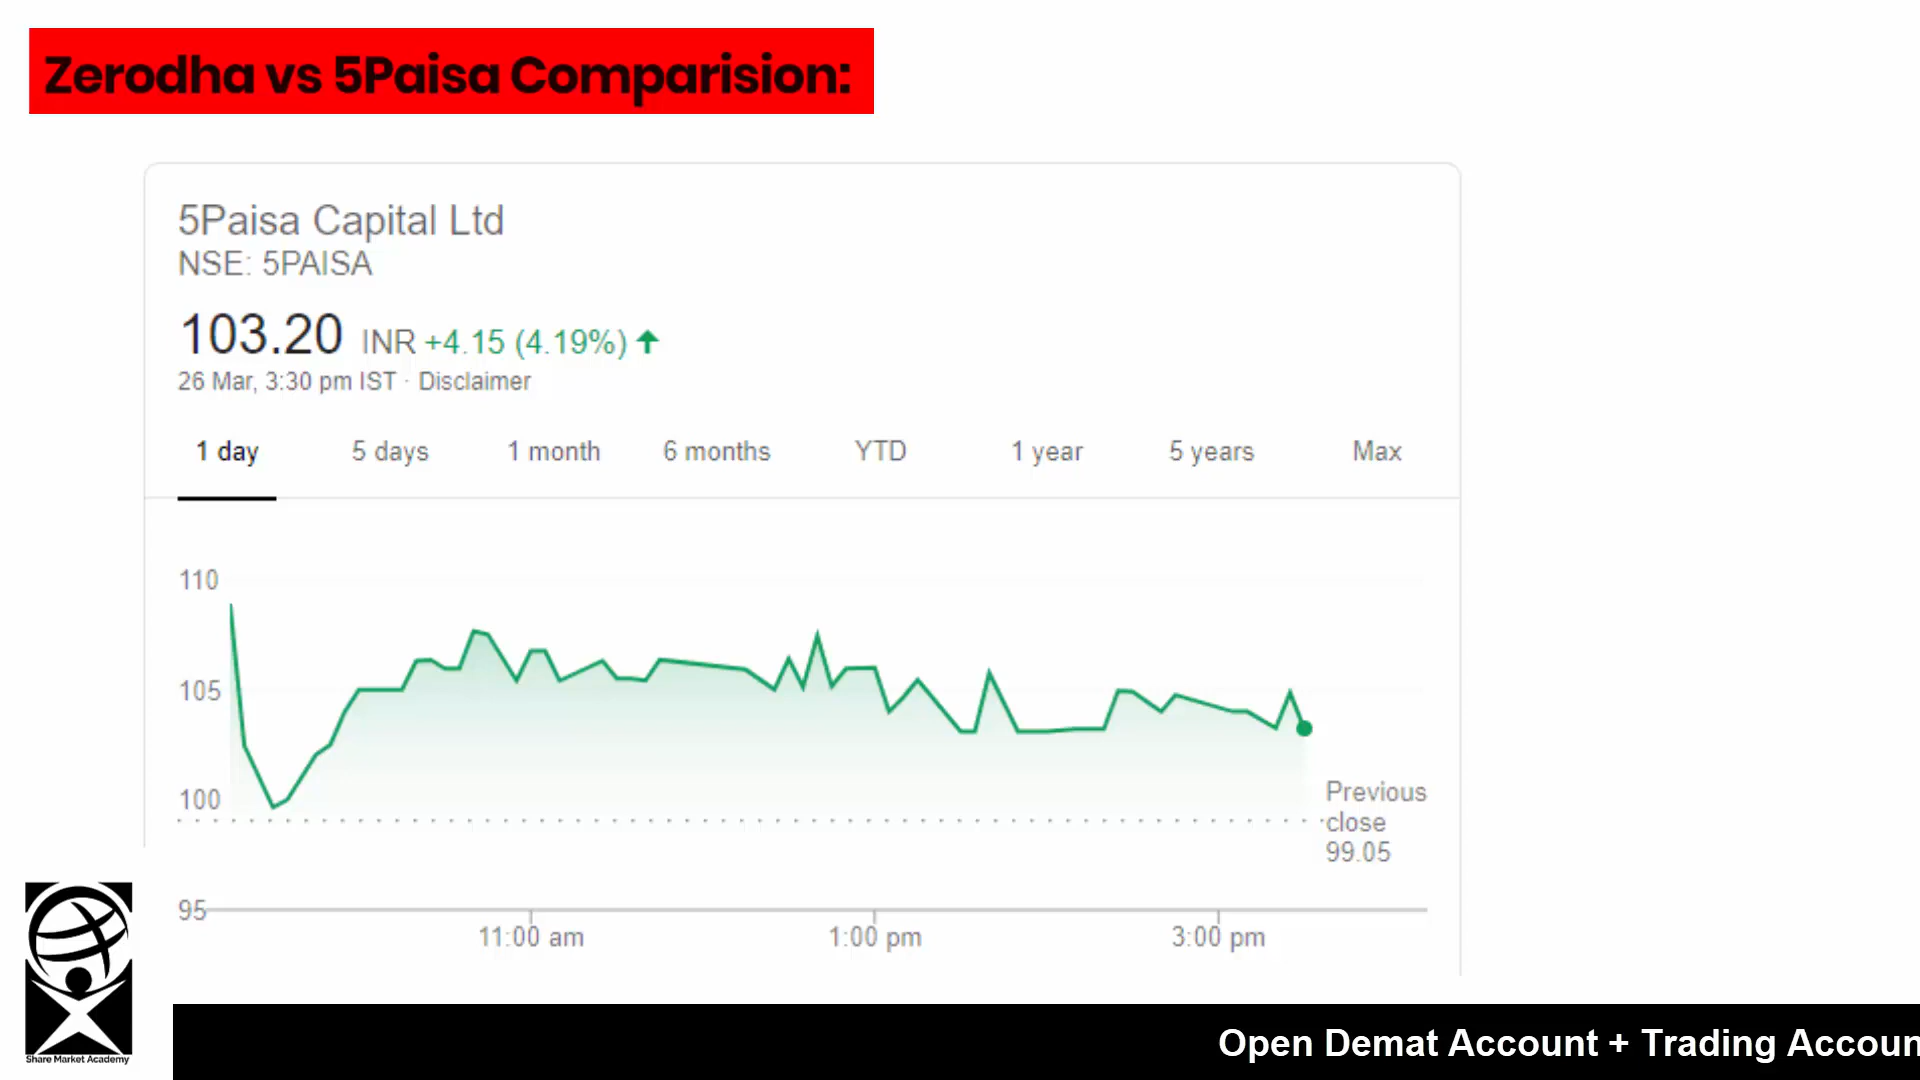 Zerodha vs 5Paisa Comparision:
5Paisa Capital Ltd
NSE: 5PAISA
103.20 INR +4.15 (4.19%)
26 Mar, 3:30 pm IST · Disclaimer
1 day 5 days 1 month 6 months YTD 1 year 5 years Max
110
105
100
Previous
close
99.05
95
11:00 am 1:00 pm 3:00 pm
Share Market Academy
Open Demat Account + Trading Accoun